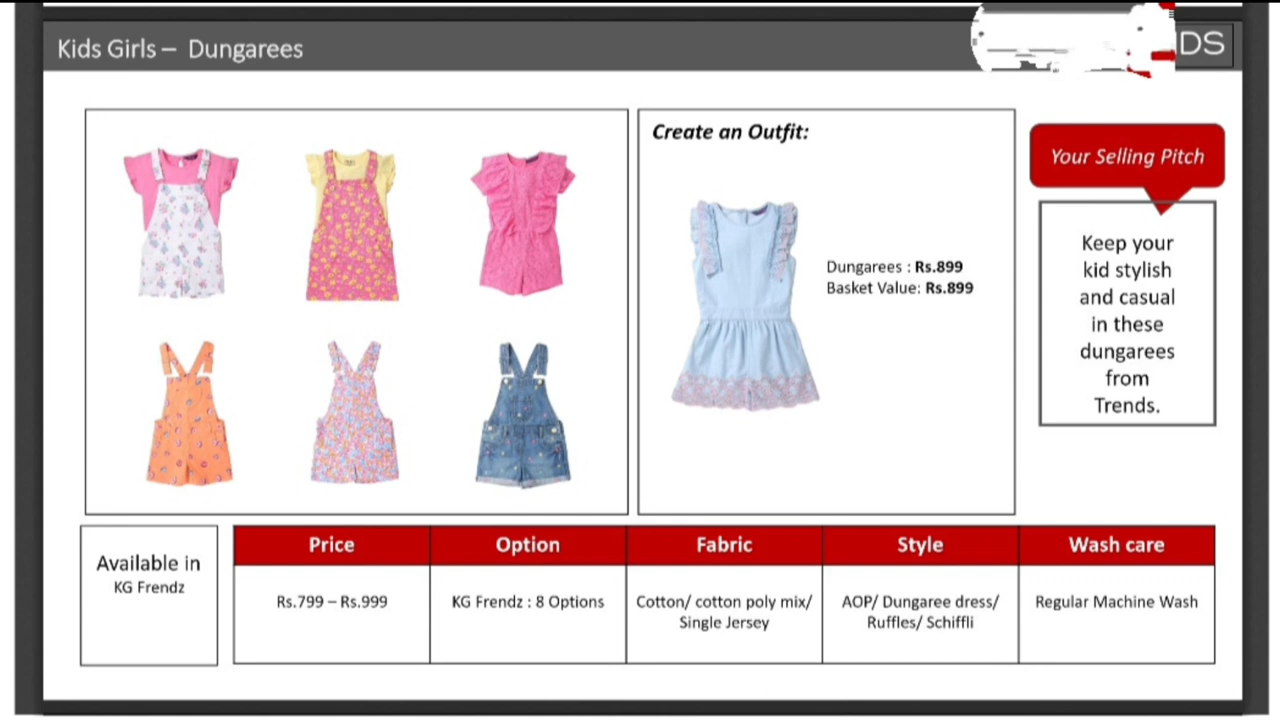 Kids Girls – Dungarees
NDS
Create an Outfit:
Dungarees : Rs.899
Basket Value: Rs.899
Your Selling Pitch
Keep your
kid stylish
and casual
in these
dungarees
from
Trends.
Available in
KG Frendz
Price
Option
Fabric
Style
Wash care
Rs.799 – Rs.999
KG Frendz : 8 Options
Cotton/ cotton poly mix/
Single Jersey
AOP/ Dungaree dress/
Ruffles/ Schiffli
Regular Machine Wash